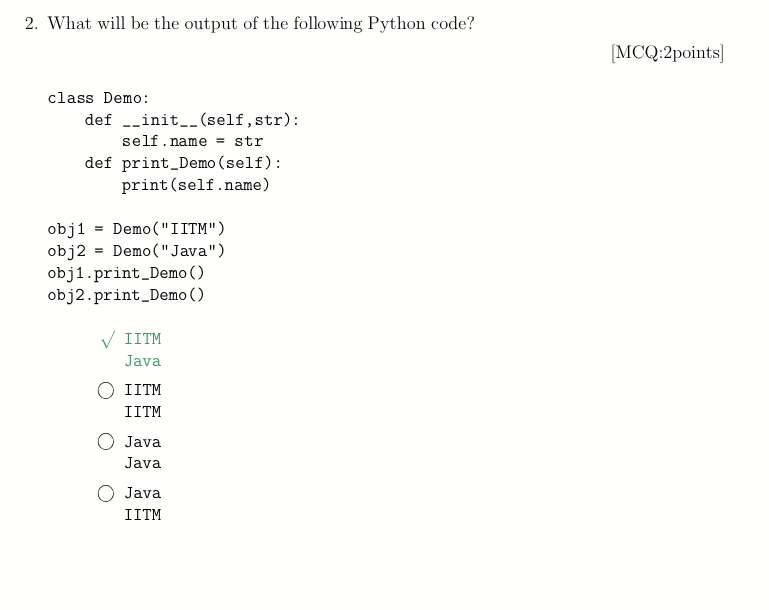 2. What will be the output of the following Python code?
[MCQ:2points]
class Demo:
    def __init__(self,str):
        self.name = str
    def print_Demo(self):
        print(self.name)
obj1 = Demo("IITM")
obj2 = Demo("Java")
obj1.print_Demo()
obj2.print_Demo()
√ IITM
Java
IITM
IITM
Java
Java
Java
IITM